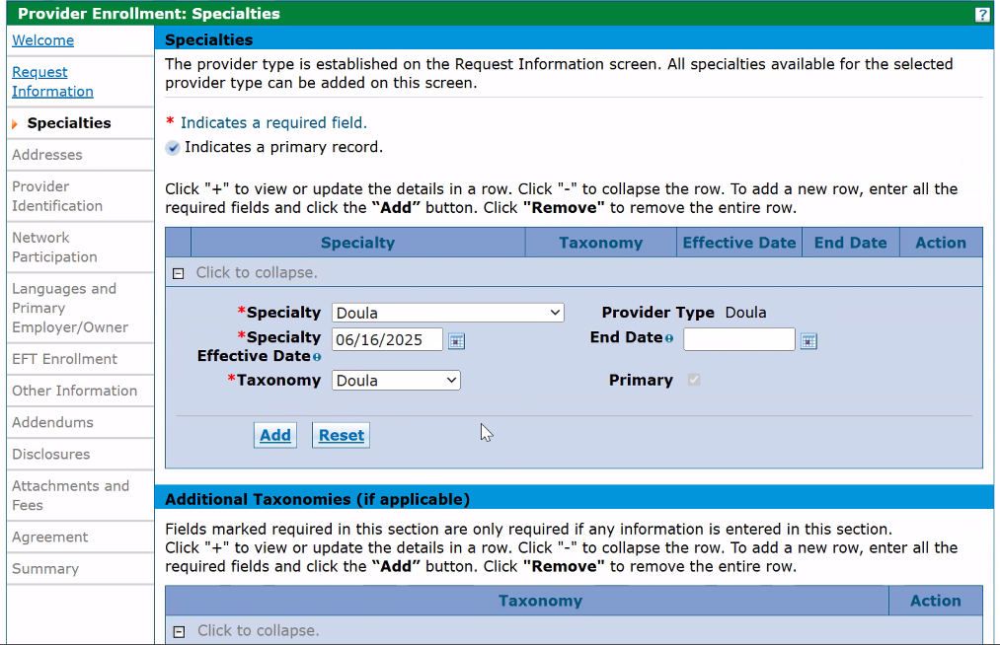 Provider Enrollment: Specialties
?
Welcome
Request
Information
Specialties
Addresses
Provider
Identification
Network
Participation
Languages and
Primary
Employer/Owner
EFT Enrollment
Other Information
Addendums
Disclosures
Attachments and
Fees
Agreement
Summary
Specialties
The provider type is established on the Request Information screen. All specialties available for the selected
provider type can be added on this screen.
* Indicates a required field.
Indicates a primary record.
Click "+" to view or update the details in a row. Click "-" to collapse the row. To add a new row, enter all the
required fields and click the “Add” button. Click "Remove" to remove the entire row.
Specialty Taxonomy Effective Date End Date Action
Click to collapse.
*Specialty Doula Provider Type Doula
*Specialty
Effective Date 06/16/2025 End Date
*Taxonomy Doula Primary
Add Reset
Additional Taxonomies (if applicable)
Fields marked required in this section are only required if any information is entered in this section.
Click "+" to view or update the details in a row. Click "-" to collapse the row. To add a new row, enter all the
required fields and click the “Add” button. Click "Remove" to remove the entire row.
Taxonomy Action
Click to collapse.